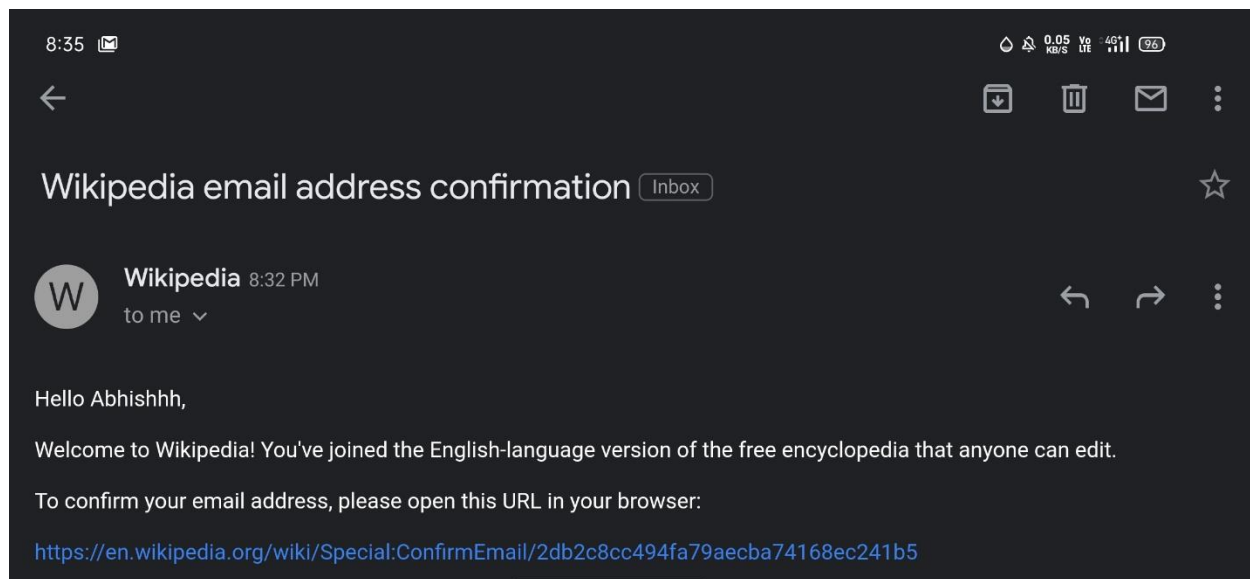 8:35 0.05 KB/S Vo LTE 4G+ 96
Wikipedia email address confirmation Inbox
W Wikipedia 8:32 PM
to me
Hello Abhishhh,
Welcome to Wikipedia! You've joined the English-language version of the free encyclopedia that anyone can edit.
To confirm your email address, please open this URL in your browser:
https://en.wikipedia.org/wiki/Special:ConfirmEmail/2db2c8cc494fa79aecba74168ec241b5